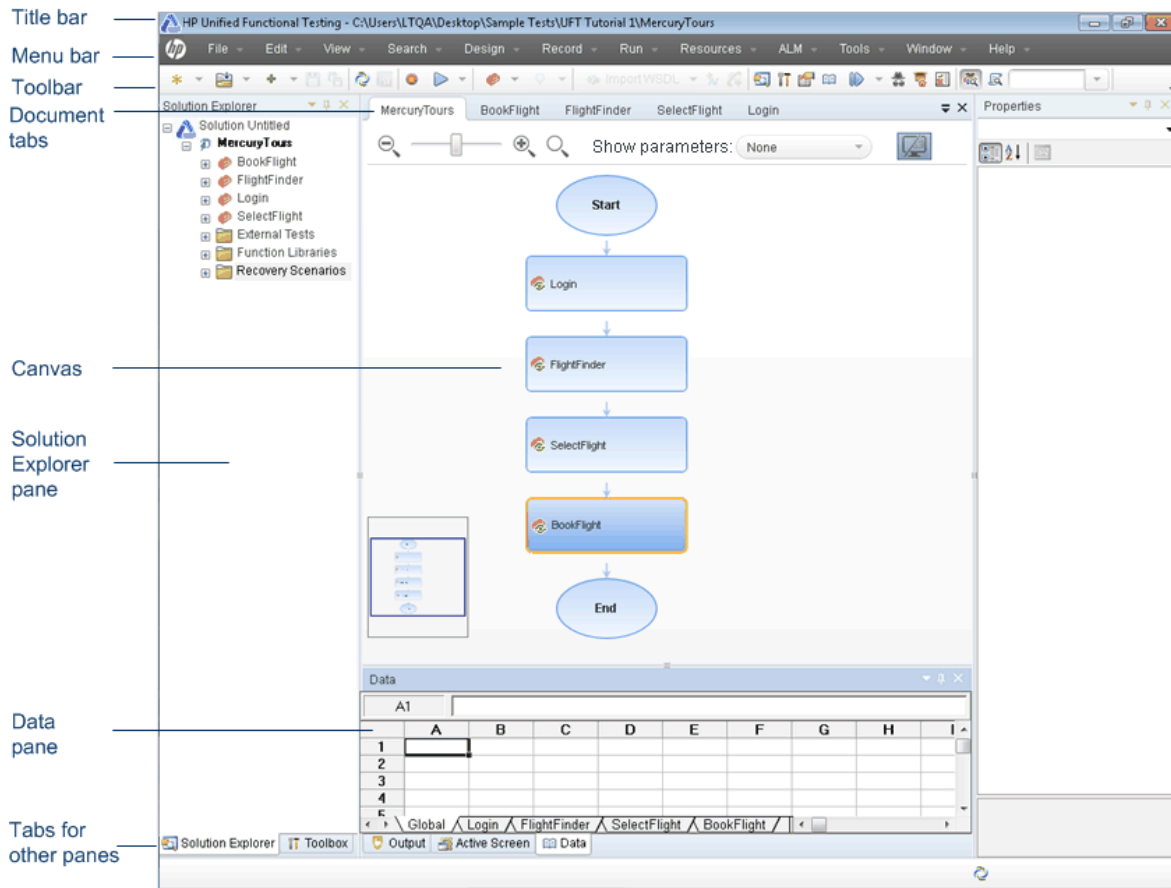 Title bar
HP Unified Functional Testing - C:\Users\LTQA\Desktop\Sample Tests\UFT Tutorial 1\MercuryTours
Menu bar
hp File Edit View Search Design Record Run Resources ALM Tools Window Help
Toolbar
Import WSDL
Document
tabs
Solution Explorer
MercuryTours BookFlight FlightFinder SelectFlight Login
Properties
Solution Untitled
MercuryTours
BookFlight
FlightFinder
Login
SelectFlight
External Tests
Function Libraries
Recovery Scenarios
Show parameters: None
Start
Login
FlightFinder
SelectFlight
BookFlight
End
Canvas
Solution
Explorer
pane
Data
A1
A B C D E F G H I
1
2
3
4
5
Data
pane
Global Login FlightFinder SelectFlight BookFlight
Tabs for
other panes
Solution Explorer Toolbox Output Active Screen Data